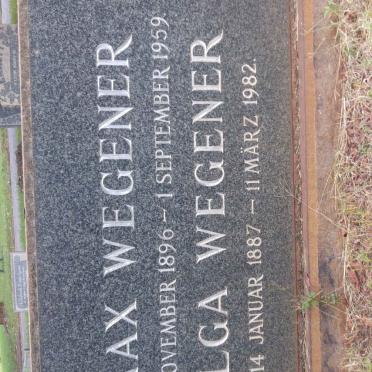 AX WEGENER
OVEMBER 1896 – 1 SEPTEMBER 1959.
LGA WEGENER
14 JANUAR 1887 – 11 MÄRZ 1982.